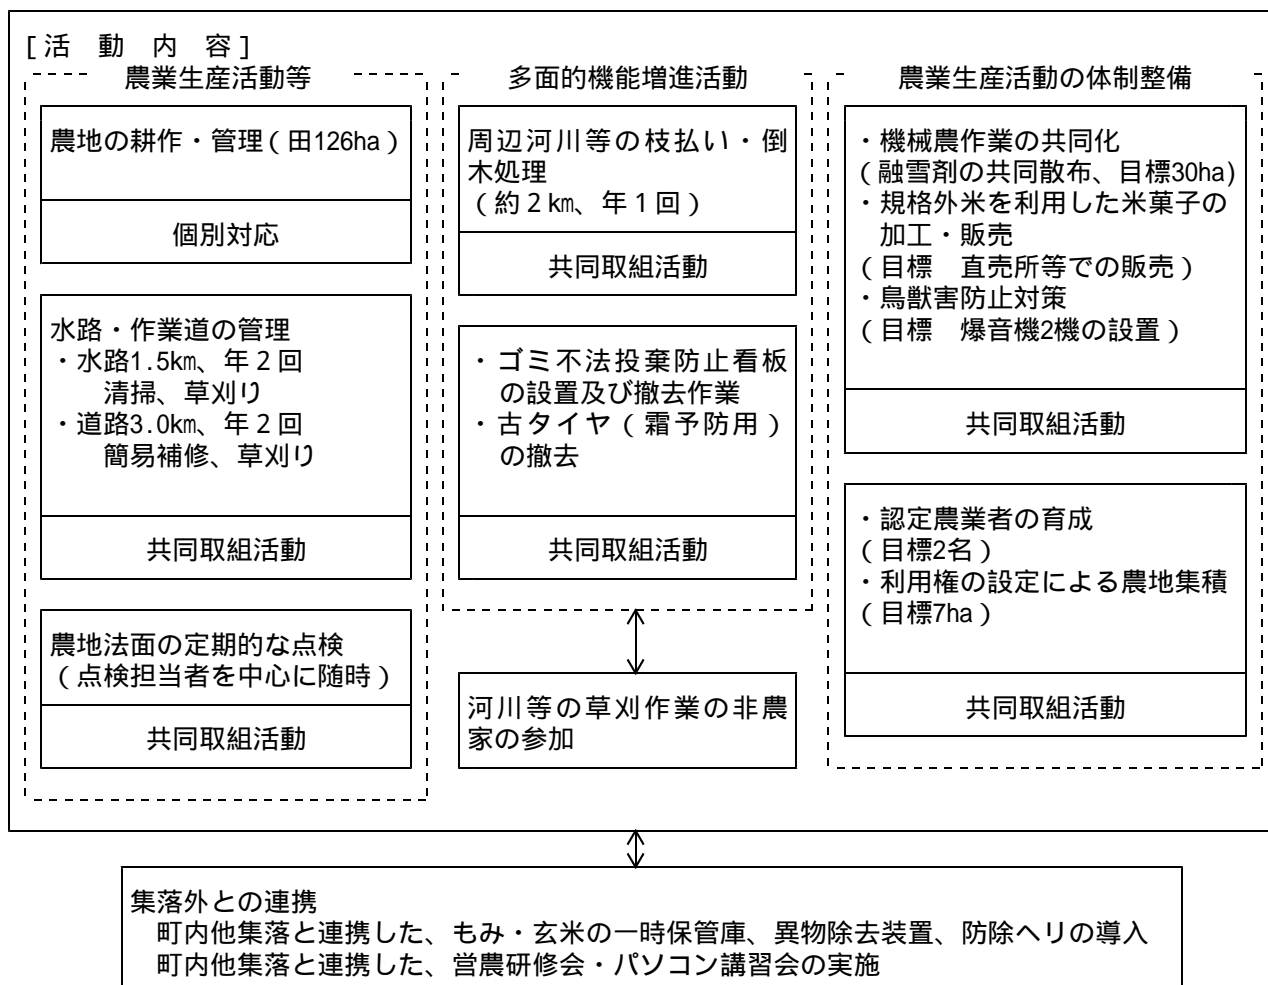 [活　動　内　容]
農業生産活動等
農地の耕作・管理（田126ha）
個別対応
水路・作業道の管理
・水路1.5㎞、年２回
清掃、草刈り
・道路3.0㎞、年２回
簡易補修、草刈り
共同取組活動
農地法面の定期的な点検
（点検担当者を中心に随時）
共同取組活動
多面的機能増進活動
周辺河川等の枝払い・倒
木処理
（約２㎞、年１回）
共同取組活動
・ゴミ不法投棄防止看板
の設置及び撤去作業
・古タイヤ（霜予防用）
の撤去
共同取組活動
河川等の草刈作業の非農
家の参加
農業生産活動の体制整備
・機械農作業の共同化
（融雪剤の共同散布、目標30ha)
・規格外米を利用した米菓子の
加工・販売
（目標　直売所等での販売）
・鳥獣害防止対策
（目標　爆音機2機の設置）
共同取組活動
・認定農業者の育成
（目標2名）
・利用権の設定による農地集積
（目標7ha）
共同取組活動
集落外との連携
町内他集落と連携した、もみ・玄米の一時保管庫、異物除去装置、防除ヘリの導入
町内他集落と連携した、営農研修会・パソコン講習会の実施